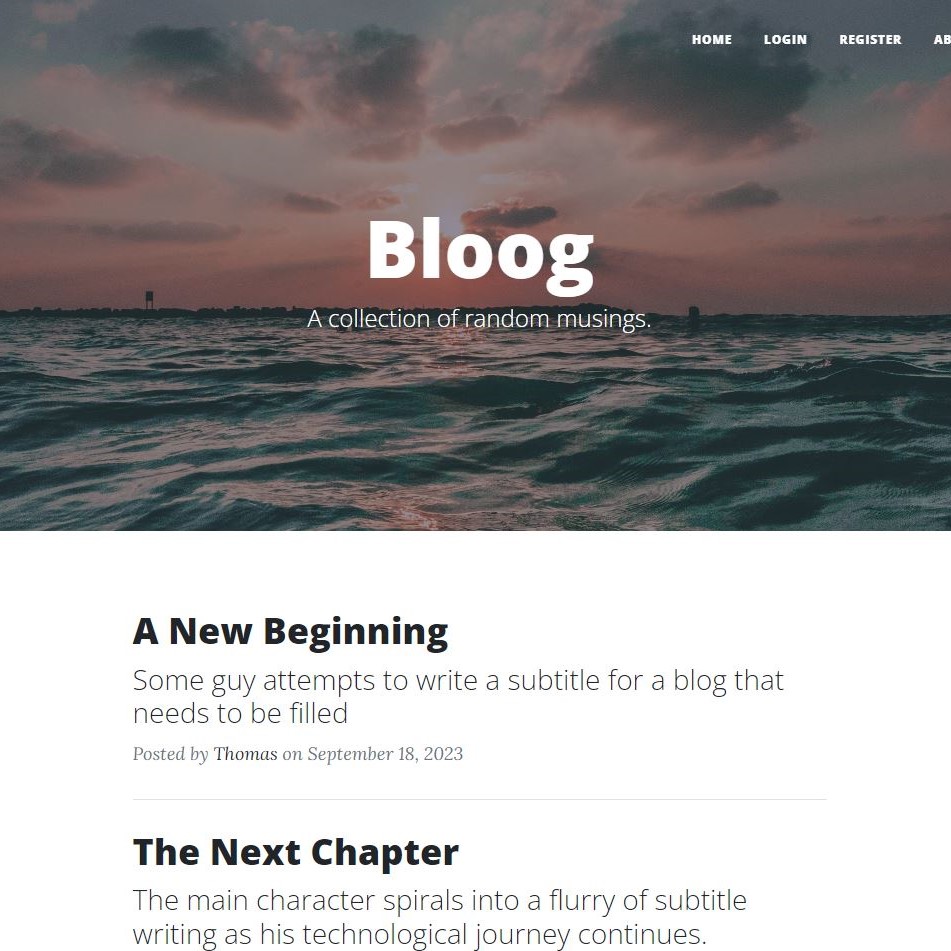 HOME LOGIN REGISTER AB
Bloog
A collection of random musings.
A New Beginning
Some guy attempts to write a subtitle for a blog that
needs to be filled
Posted by Thomas on September 18, 2023
The Next Chapter
The main character spirals into a flurry of subtitle
writing as his technological journey continues.